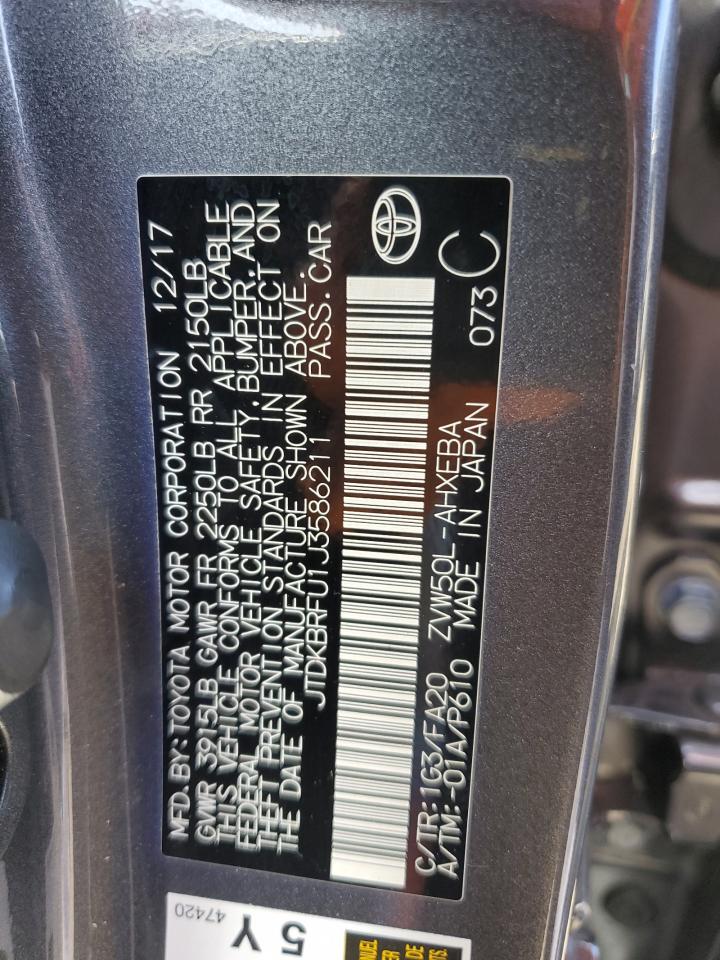 MFD. BY: TOYOTA MOTOR CORPORATION 12/17
GVWR 3915LB GAWR FR 2250LB RR 2150LB
THIS VEHICLE CONFORMS TO ALL APPLICABLE
FEDERAL MOTOR VEHICLE SAFETY, BUMPER, AND
THEFT PREVENTION STANDARDS IN EFFECT ON
THE DATE OF MANUFACTURE SHOWN ABOVE.
JTDKBRFU1J3586211 PASS. CAR
C/TR: 1G3/FA20 ZVW50L-AHXEBA
A/TM: -01A/P610 MADE IN JAPAN
073 C
47420
5 Y